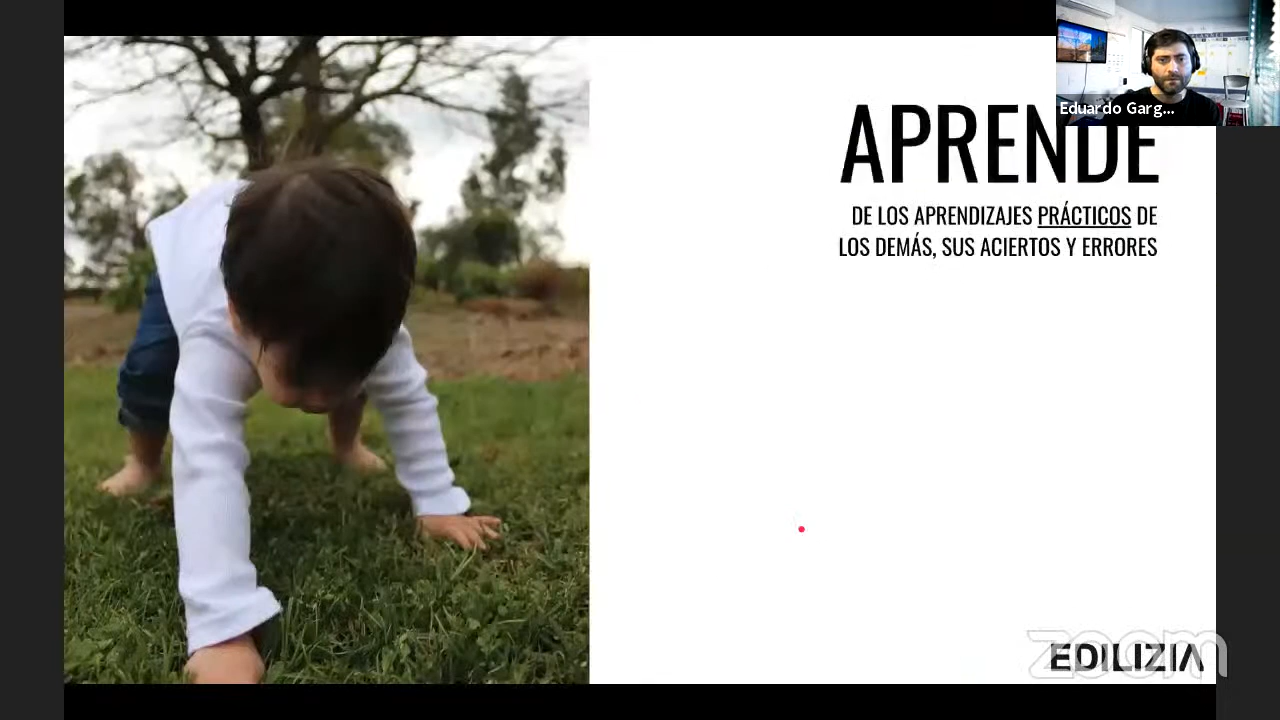 Eduardo Garg...
APRENDE
DE LOS APRENDIZAJES PRÁCTICOS DE
LOS DEMÁS, SUS ACIERTOS Y ERRORES
zoom
EDILIZIA